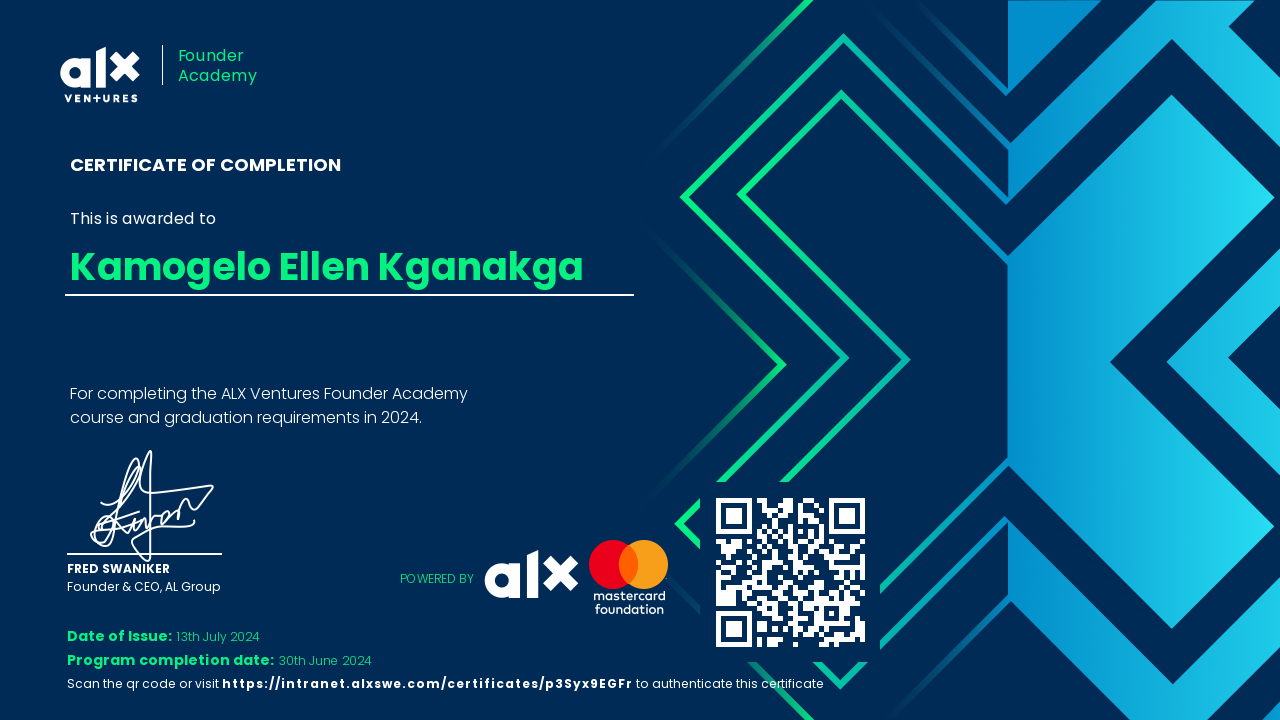 alx
VENTURES
Founder
Academy
CERTIFICATE OF COMPLETION
This is awarded to
Kamogelo Ellen Kganakga
For completing the ALX Ventures Founder Academy
course and graduation requirements in 2024.
FRED SWANIKER
Founder & CEO, AL Group
POWERED BY alx
mastercard
foundation
Date of Issue: 13th July 2024
Program completion date: 30th June 2024
Scan the qr code or visit https://intranet.alxswe.com/certificates/p3Syx9EGFr to authenticate this certificate